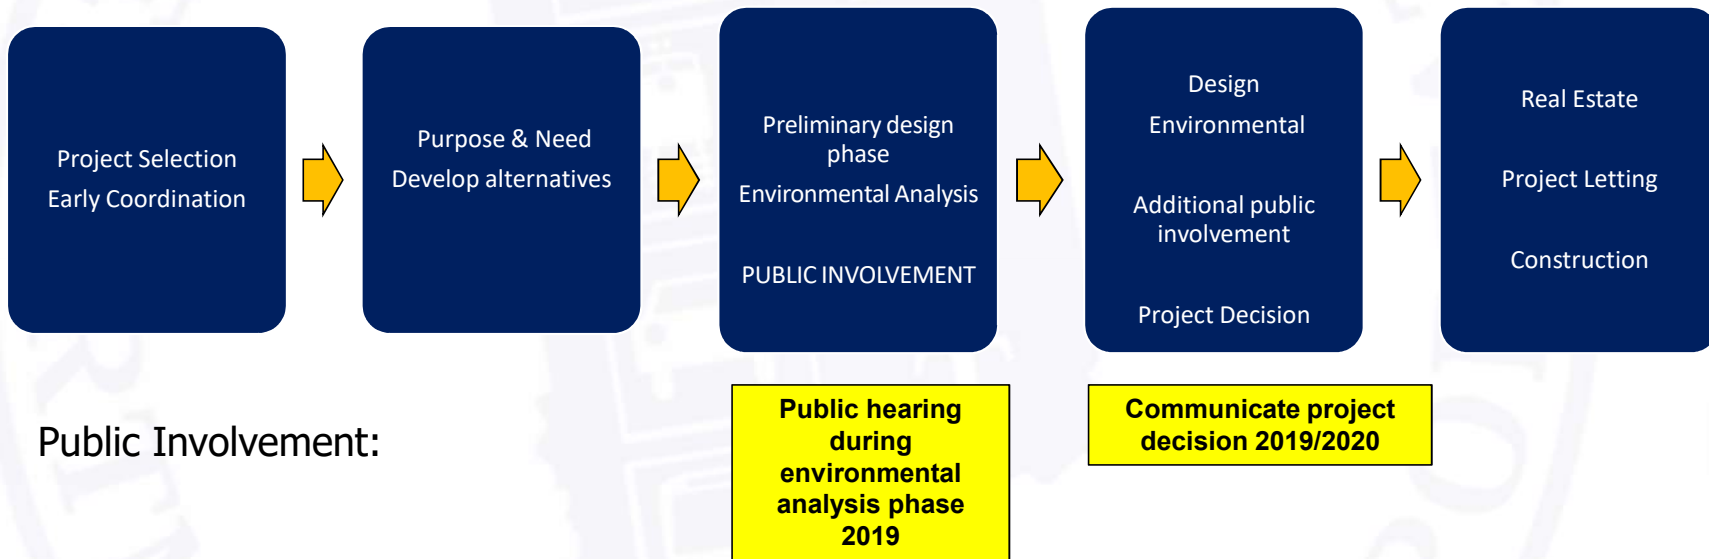 Project Selection
Early Coordination
Purpose & Need
Develop alternatives
Preliminary design
phase
Environmental Analysis
PUBLIC INVOLVEMENT
Design
Environmental
Additional public
involvement
Project Decision
Real Estate
Project Letting
Construction
Public Involvement:
Public hearing
during
environmental
analysis phase
2019
Communicate project
decision 2019/2020